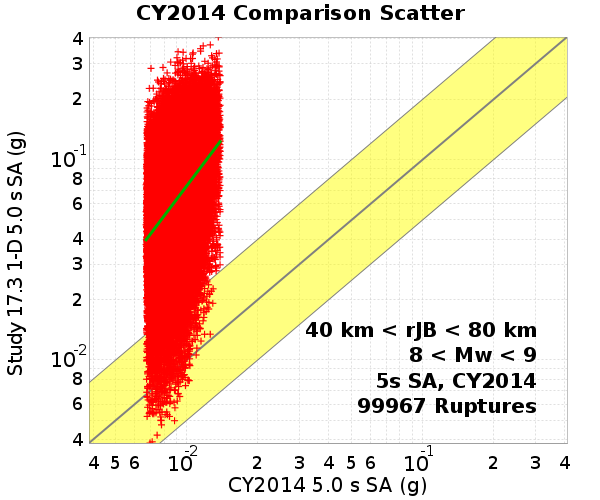 CY2014 Comparison Scatter
4
3
2
10-1
8
6
4
3
2
10-2
8
6
4
Study 17.3 1-D 5.0 s SA (g)
40 km < rJB < 80 km
8 < Mw < 9
5s SA, CY2014
99967 Ruptures
4 5 6 10-2 2 3 4 5 6 10-1 2 3 4
CY2014 5.0 s SA (g)